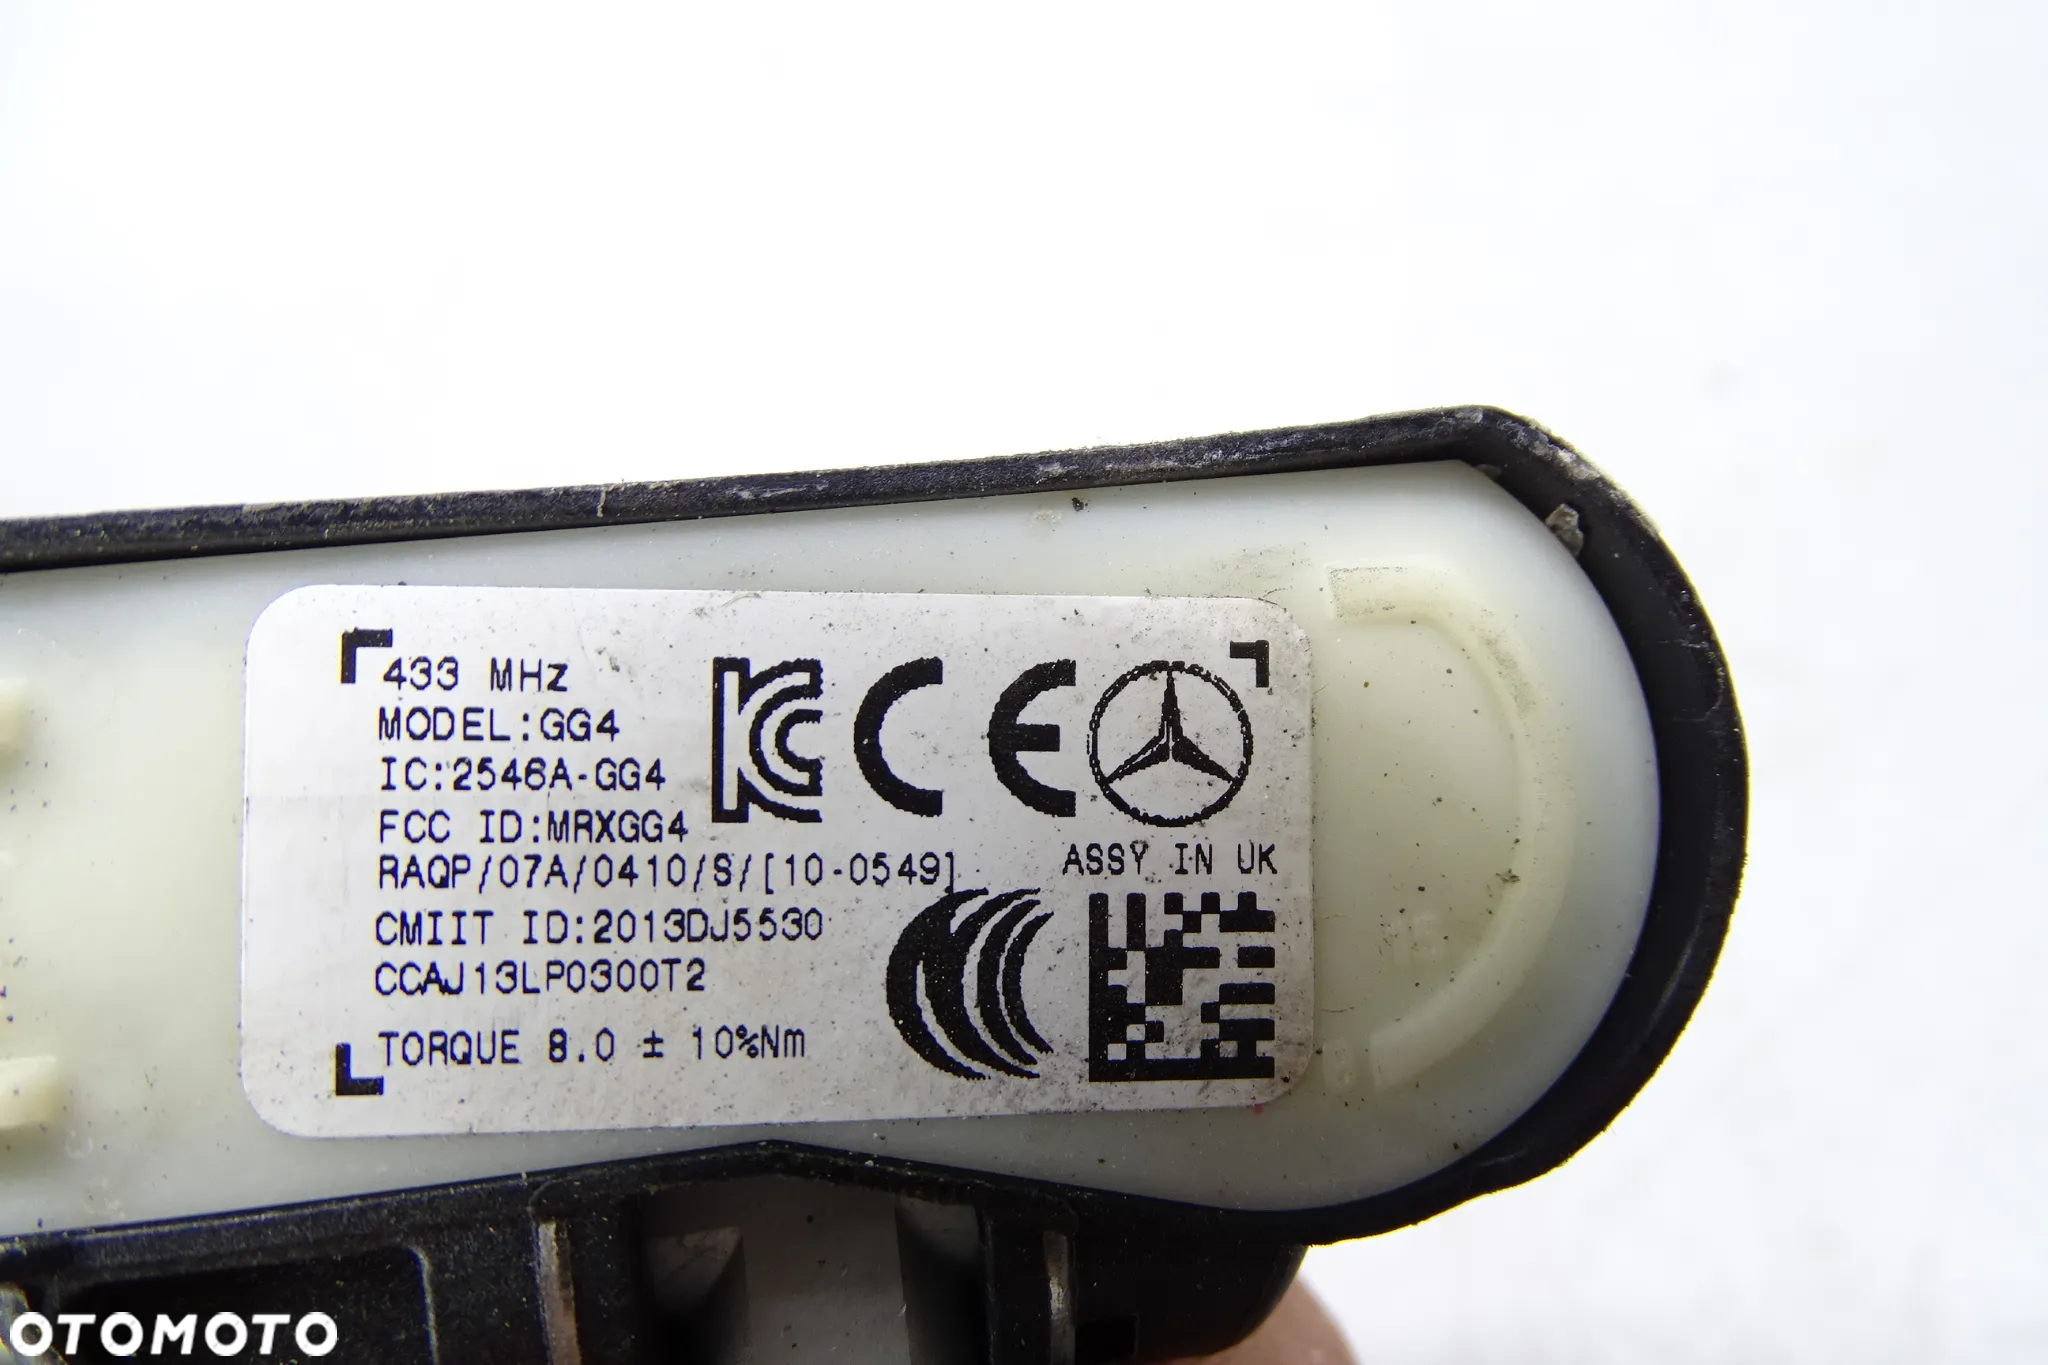 433 MHz
MODEL:GG4
IC:2546A-GG4
FCC ID:MRXGG4
RAQP/07A/0410/S/[10-0549]
CMIIT ID:2013DJ5530
CCAJ13LP0300T2
TORQUE 8.0 ± 10%Nm
CE
ASSY IN UK
OTOMOTO